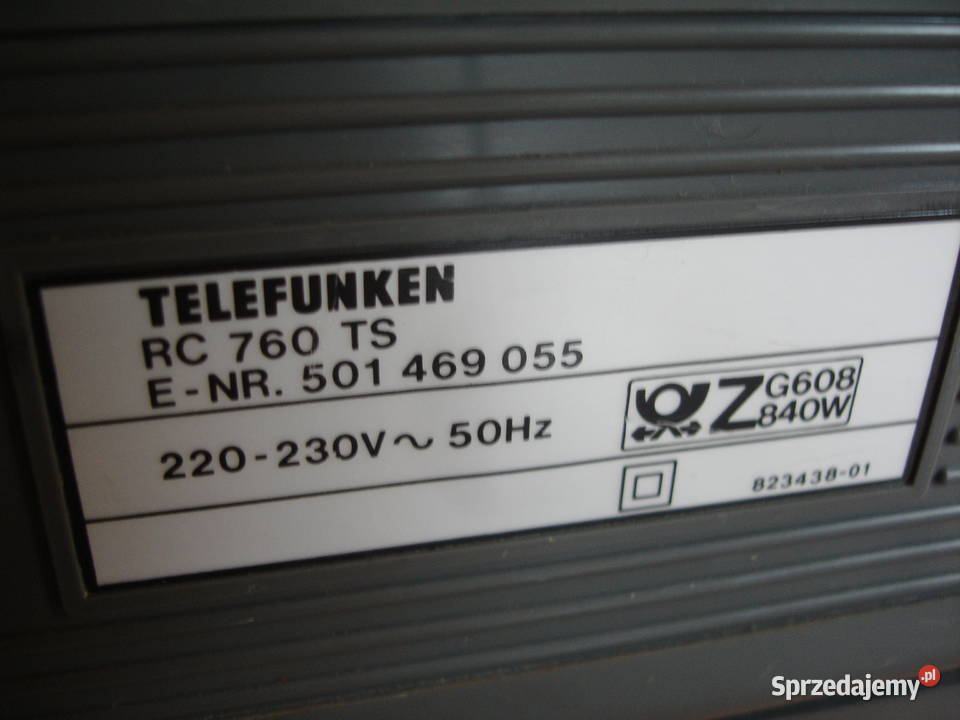 TELEFUNKEN
RC 760 TS
E-NR. 501 469 055
220-230V~ 50Hz
Z G608
840W
823438-01
Sprzedajemy.pl